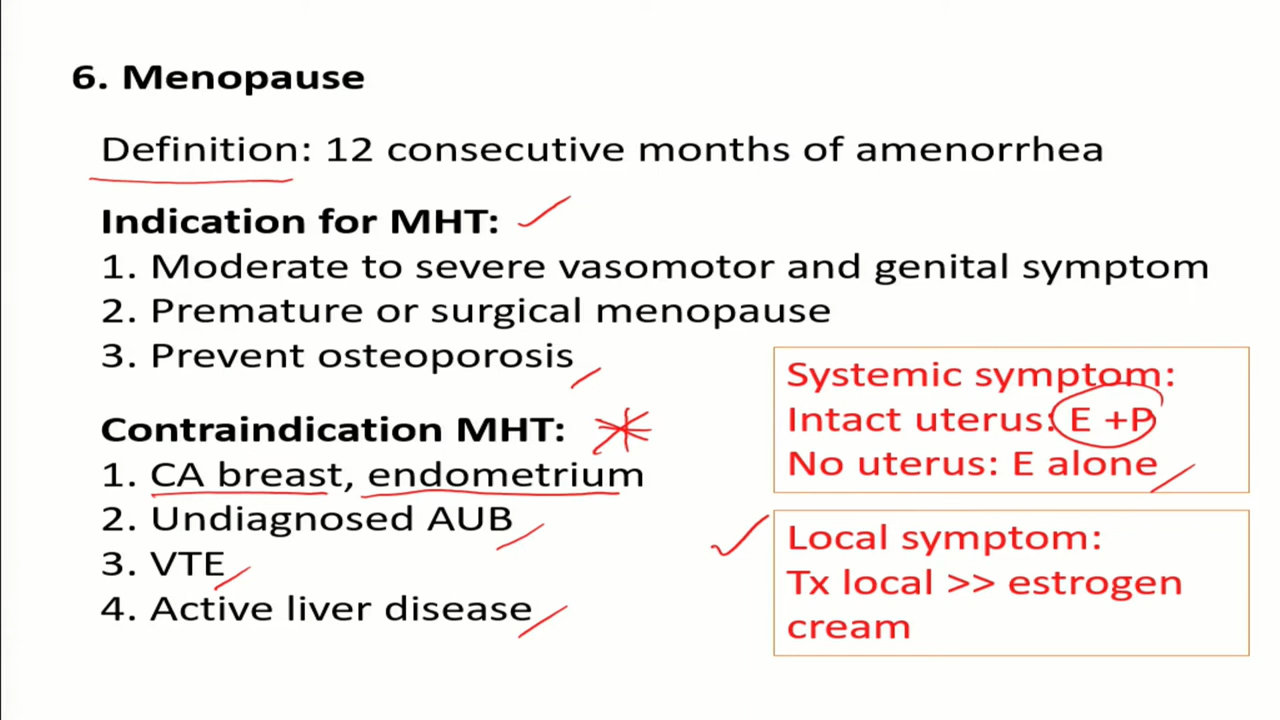 6. Menopause
Definition: 12 consecutive months of amenorrhea
Indication for MHT:
1. Moderate to severe vasomotor and genital symptom
2. Premature or surgical menopause
3. Prevent osteoporosis
Contraindication MHT:
1. CA breast, endometrium
2. Undiagnosed AUB
3. VTE
4. Active liver disease
Systemic symptom:
Intact uterus: E +P
No uterus: E alone
Local symptom:
Tx local >> estrogen
cream